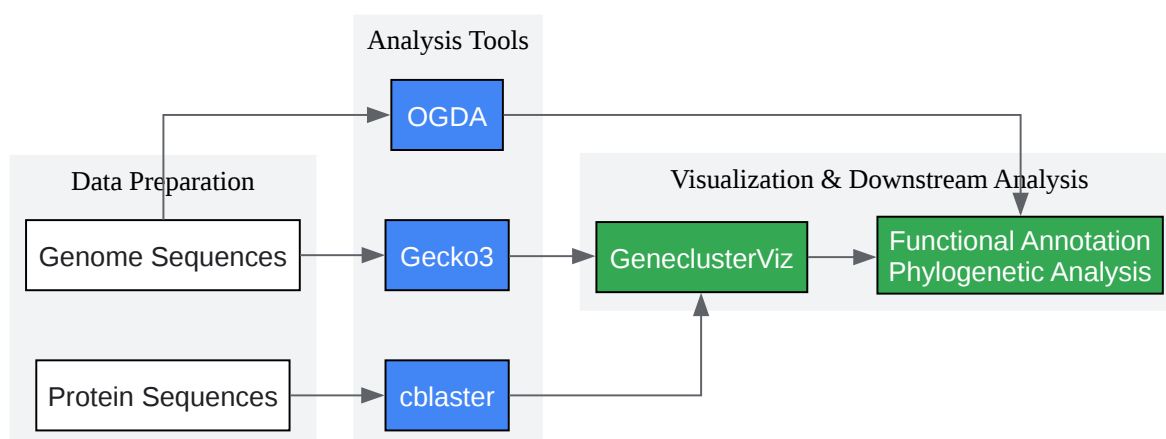 Analysis Tools
OGDA
Data Preparation
Visualization & Downstream Analysis
Genome Sequences
Gecko3
GeneclusterViz
Functional Annotation
Phylogenetic Analysis
Protein Sequences
cblaster